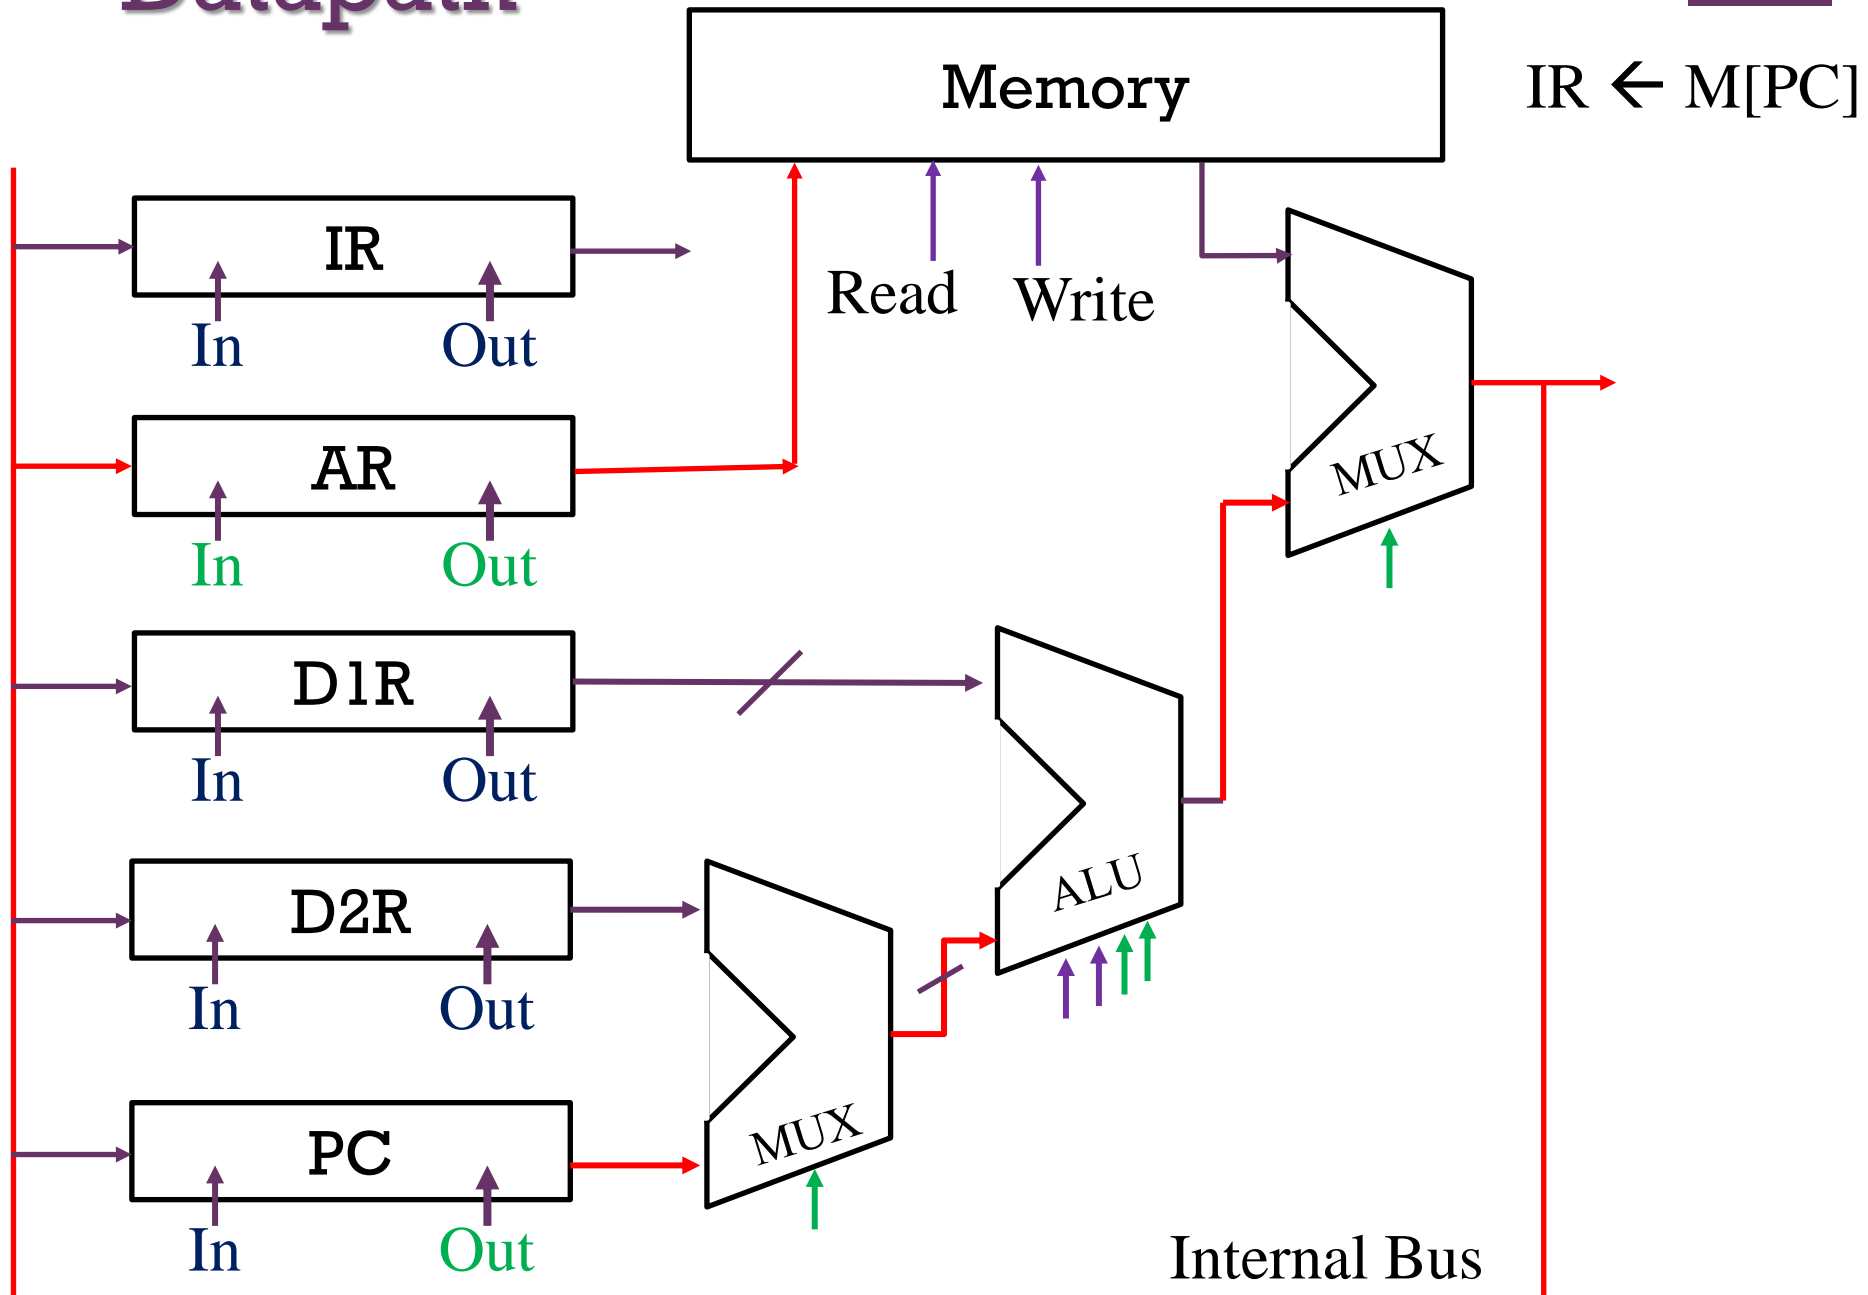 Datapath
Memory
IR ← M[PC]
IR
Read
Write
In
Out
AR
MUX
In
Out
D1R
In
Out
ALU
D2R
In
Out
MUX
PC
In
Out
Internal Bus